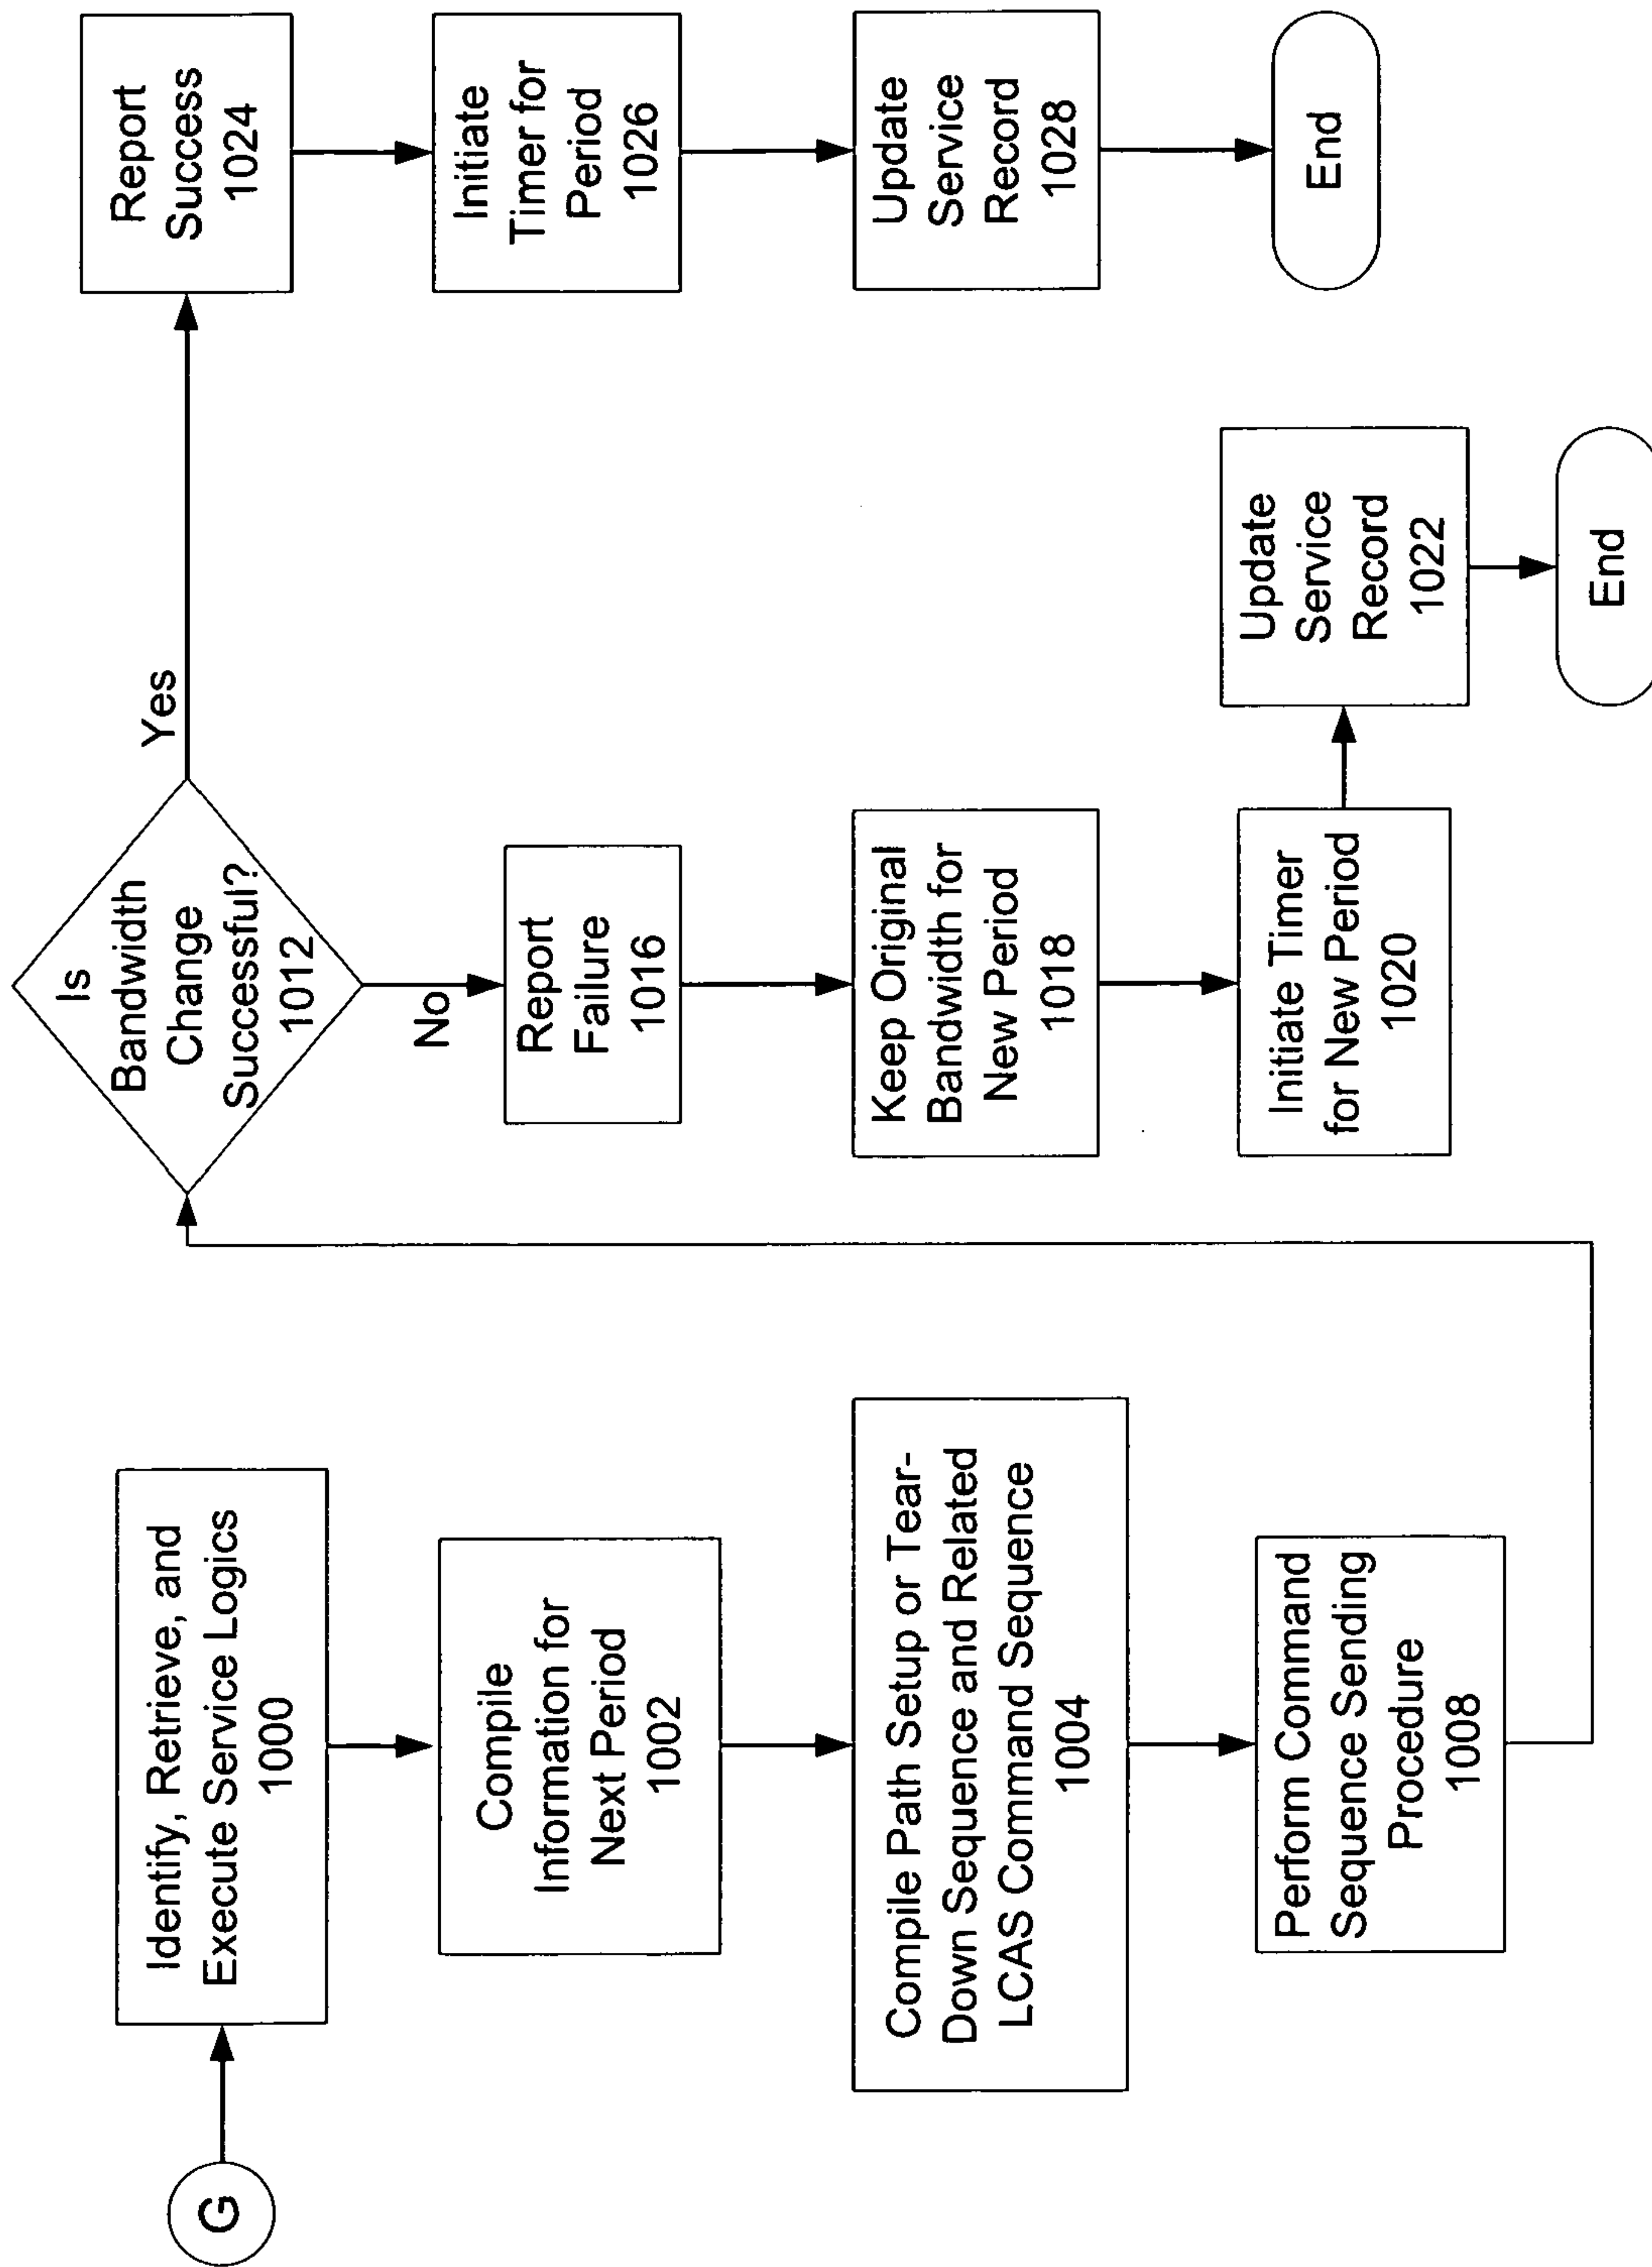 G
Identify, Retrieve, and
Execute Service Logics
1000
Compile
Information for
Next Period
1002
Compile Path Setup or Tear-
Down Sequence and Related
LCAS Command Sequence
1004
Perform Command
Sequence Sending
Procedure
1008
Is
Bandwidth
Change
Successful?
1012
Yes
No
Report
Failure
1016
Keep Original
Bandwidth for
New Period
1018
Initiate Timer
for New Period
1020
Update
Service
Record
1022
End
Report
Success
1024
Initiate
Timer for
Period
1026
Update
Service
Record
1028
End